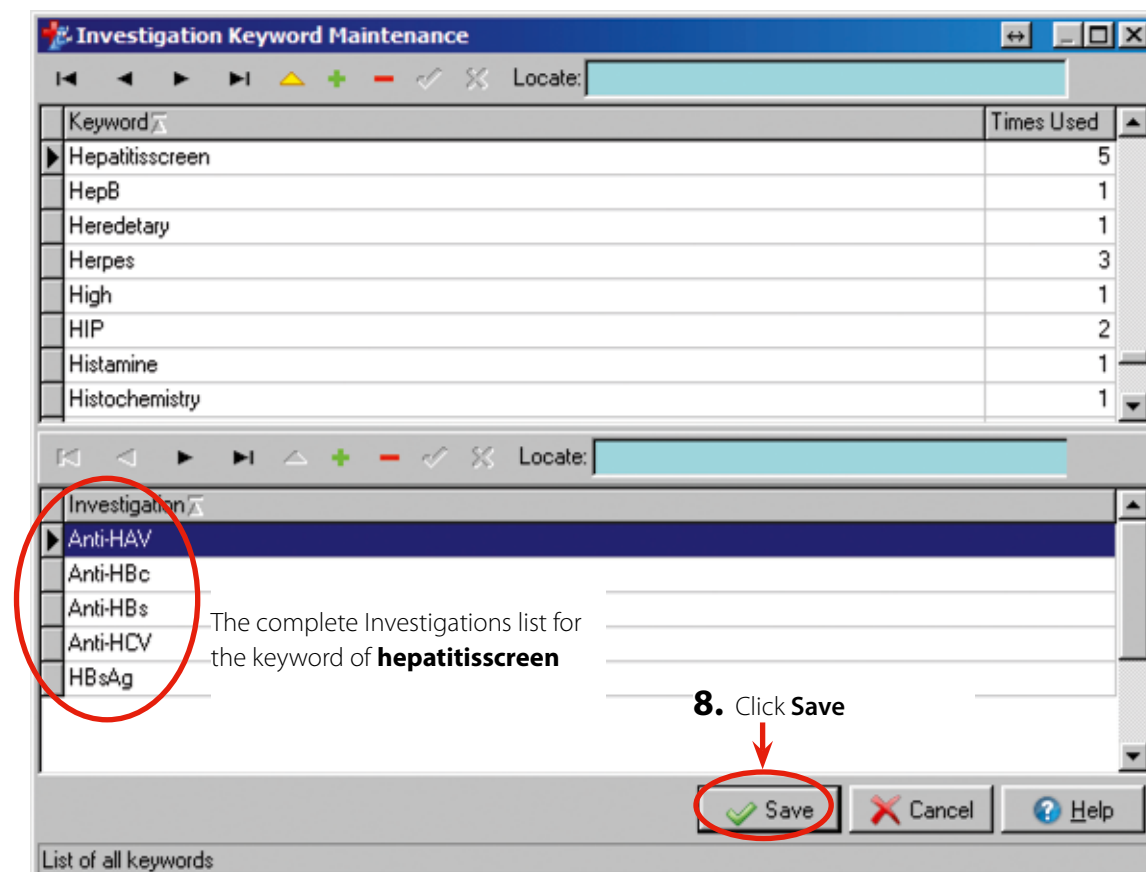 Investigation Keyword Maintenance
Locate:
Keyword Times Used
Hepatitisscreen 5
HepB 1
Heredetary 1
Herpes 3
High 1
HIP 2
Histamine 1
Histochemistry 1
Locate:
Investigation
Anti-HAV
Anti-HBc
Anti-HBs
Anti-HCV
HBsAg
The complete Investigations list for
the keyword of hepatitisscreen
8. Click Save
Save Cancel Help
List of all keywords